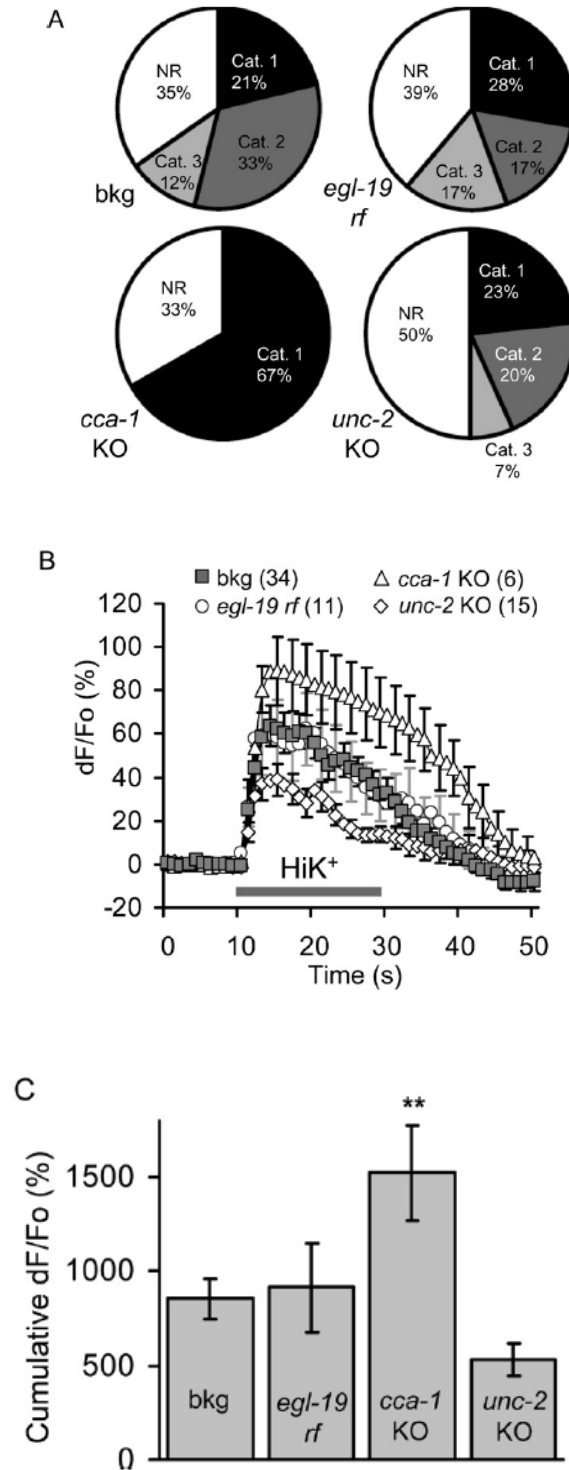 A
NR
35%
Cat. 1
21%
Cat. 3
12%
Cat. 2
33%
bkg
NR
39%
Cat. 1
28%
Cat. 3
17%
Cat. 2
17%
egl-19
rf
NR
33%
Cat. 1
67%
cca-1
KO
NR
50%
Cat. 1
23%
Cat. 2
20%
unc-2
KO
Cat. 3
7%
B
bkg (34)
cca-1 KO (6)
egl-19 rf (11)
unc-2 KO (15)
dF/Fo (%)
120
100
80
60
40
20
0
-20
HiK+
0 10 20 30 40 50
Time (s)
C
**
Cumulative dF/Fo (%)
1500
1000
500
0
bkg
egl-19
rf
cca-1
KO
unc-2
KO